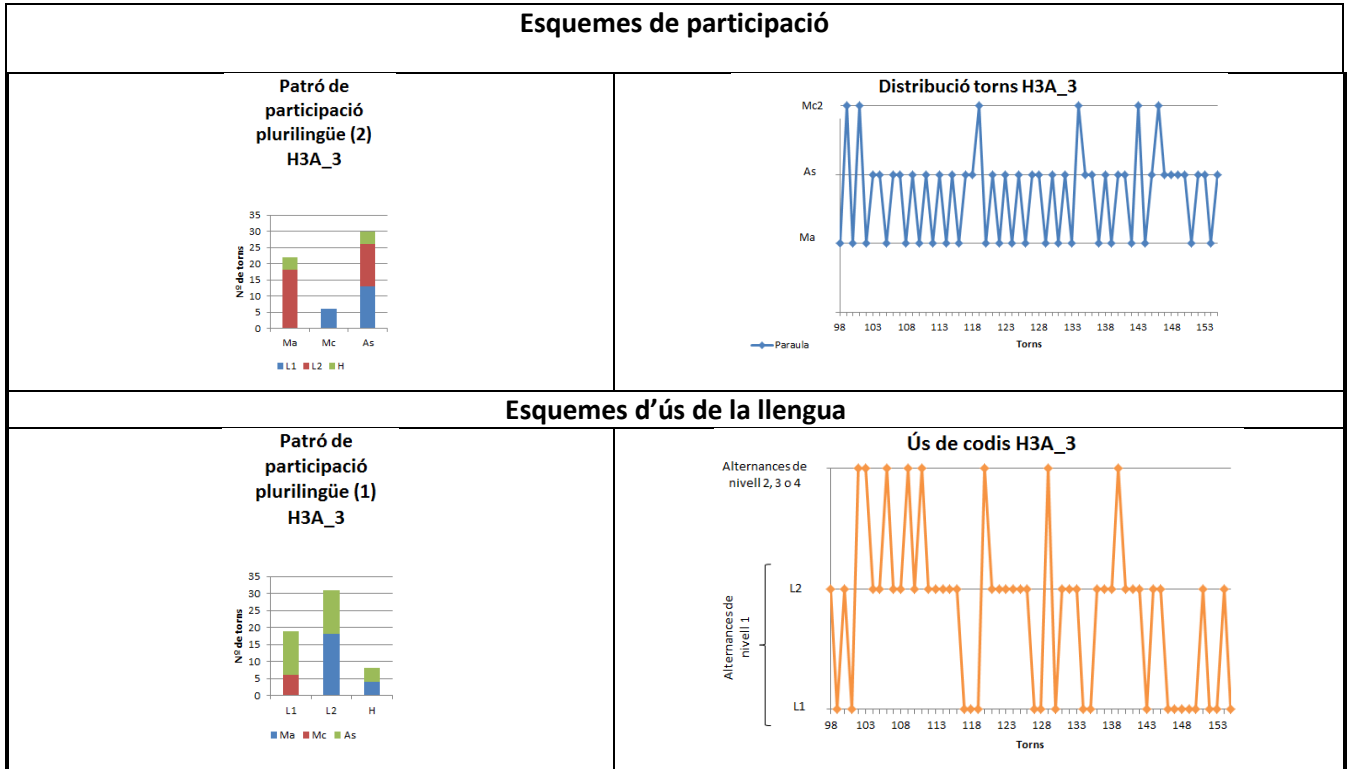 Esquemes de participació
Patró de
participació
plurilingüe (2)
H3A_3
35
30
25
20
15
10
5
0
Nº de torns
Ma Mc As
L1 L2 H
Distribució torns H3A_3
Mc2
As
Ma
98 103 108 113 118 123 128 133 138 143 148 153
Torns
Paraula
Esquemes d’ús de la llengua
Patró de
participació
plurilingüe (1)
H3A_3
35
30
25
20
15
10
5
0
Nº de torns
L1 L2 H
Ma Mc As
Ús de codis H3A_3
Alternances de
nivell 2, 3 o 4
L2
Alternances de
nivell 1
L1
98 103 108 113 118 123 128 133 138 143 148 153
Torns